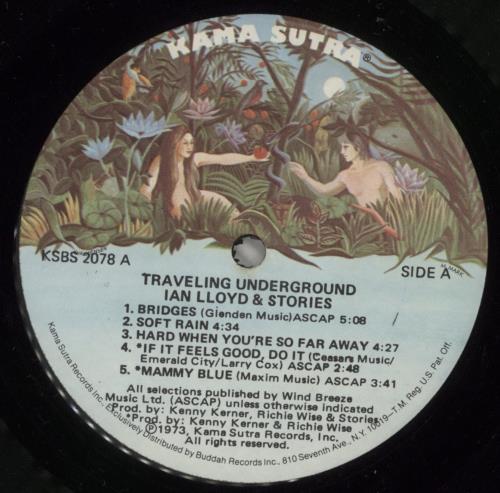 KAMA SUTRA®
KSBS 2078 A
SIDE A
TRAVELING UNDERGROUND
IAN LLOYD & STORIES
1. BRIDGES (Gienden Music)ASCAP 5:08
2. SOFT RAIN 4:34
3. HARD WHEN YOU'RE SO FAR AWAY 4:27
4. *IF IT FEELS GOOD, DO IT (Ceasars Music/
Emerald City/Larry Cox) ASCAP 2:48
5. *MAMMY BLUE (Maxim Music) ASCAP 3:41
All selections published by Wind Breeze
Music Ltd. (ASCAP) unless otherwise indicated
Prod. by: Kenny Kerner, Richie Wise & Stories
*Prod. by: Kenny Kerner & Richie Wise
℗1973, Kama Sutra Records, Inc.
All rights reserved.
Kama Sutra Records Inc. Exclusively Distributed by Buddah Records Inc., 810 Seventh Ave., N.Y. 10019–T.M. Reg. U.S. Pat. Off.